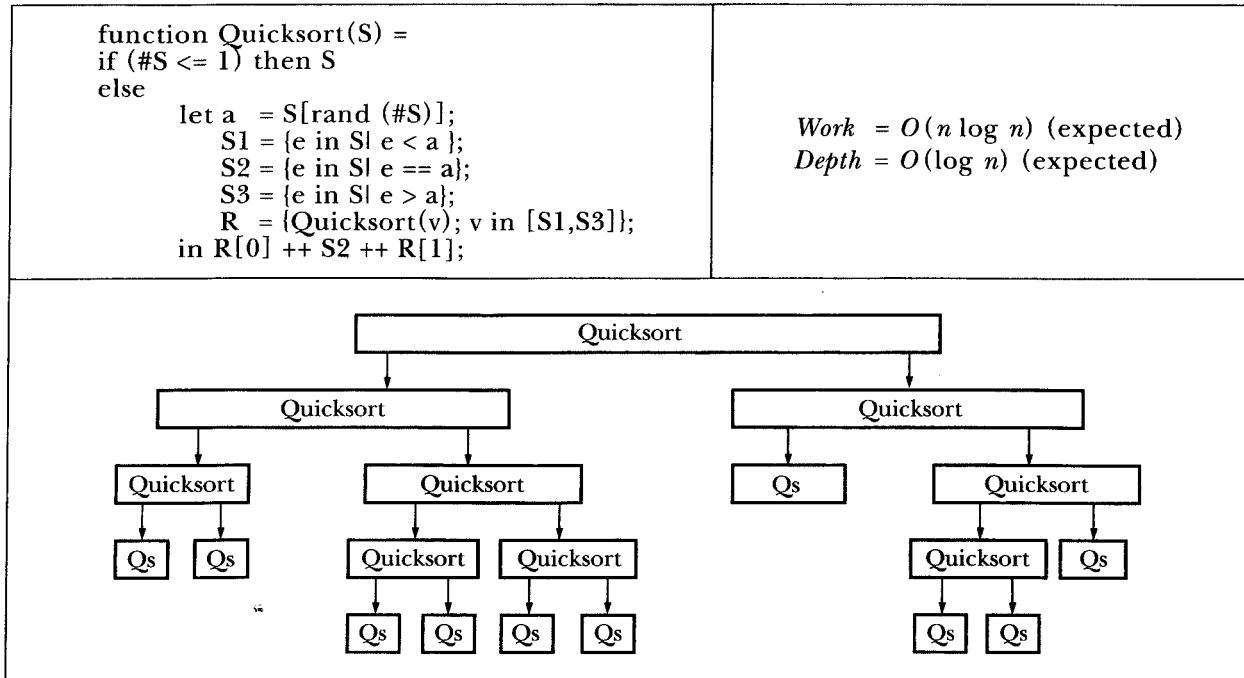 function Quicksort(S) =
if (#S <= 1) then S
else
let a = S[rand (#S)];
S1 = {e in S| e < a };
S2 = {e in S| e == a};
S3 = {e in S| e > a};
R = {Quicksort(v); v in [S1,S3]};
in R[0] ++ S2 ++ R[1];
Work = O(n log n) (expected)
Depth = O(log n) (expected)
Quicksort
Quicksort Quicksort
Quicksort Quicksort Qs Quicksort
Qs Qs Quicksort Quicksort Quicksort Qs
Qs Qs Qs Qs Qs Qs